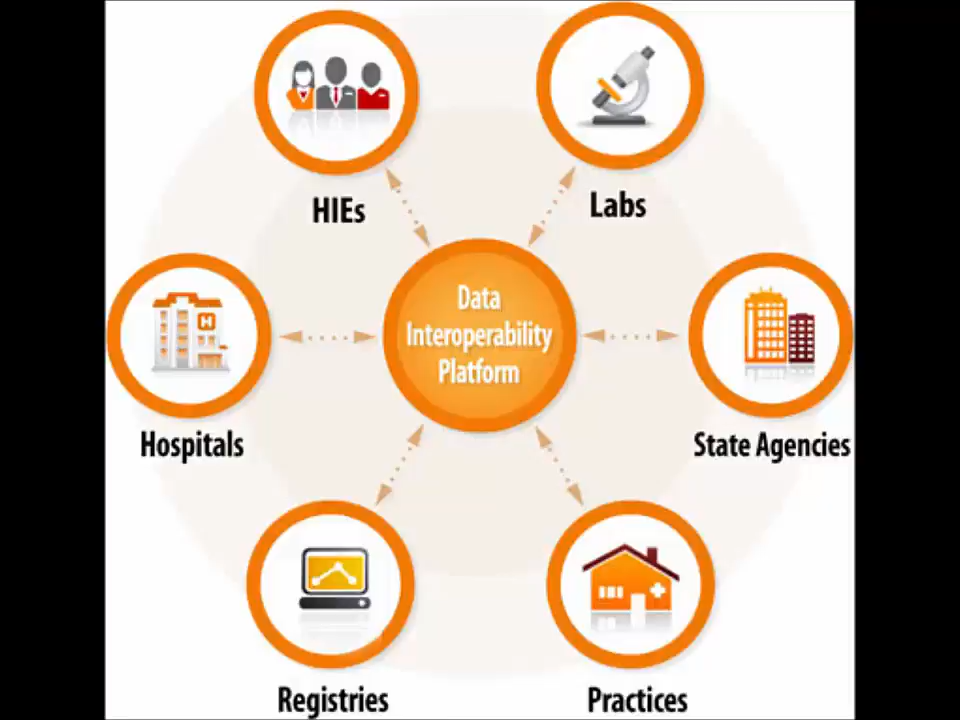 HIEs
Labs
Data
Interoperability
Platform
H
Hospitals
State Agencies
Registries
Practices